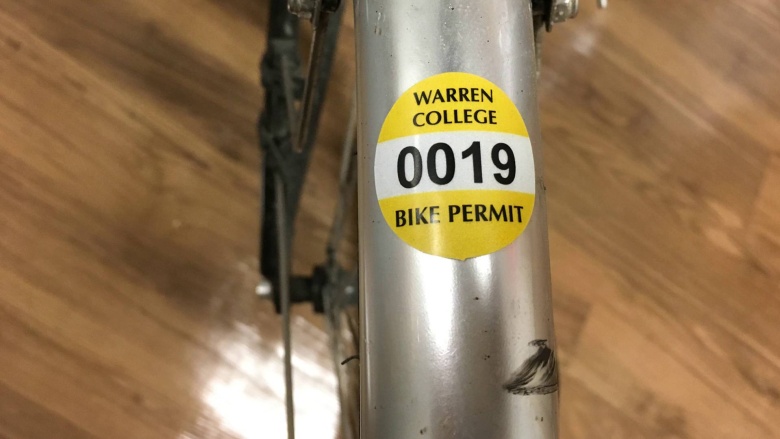 WARREN
COLLEGE
0019
BIKE PERMIT